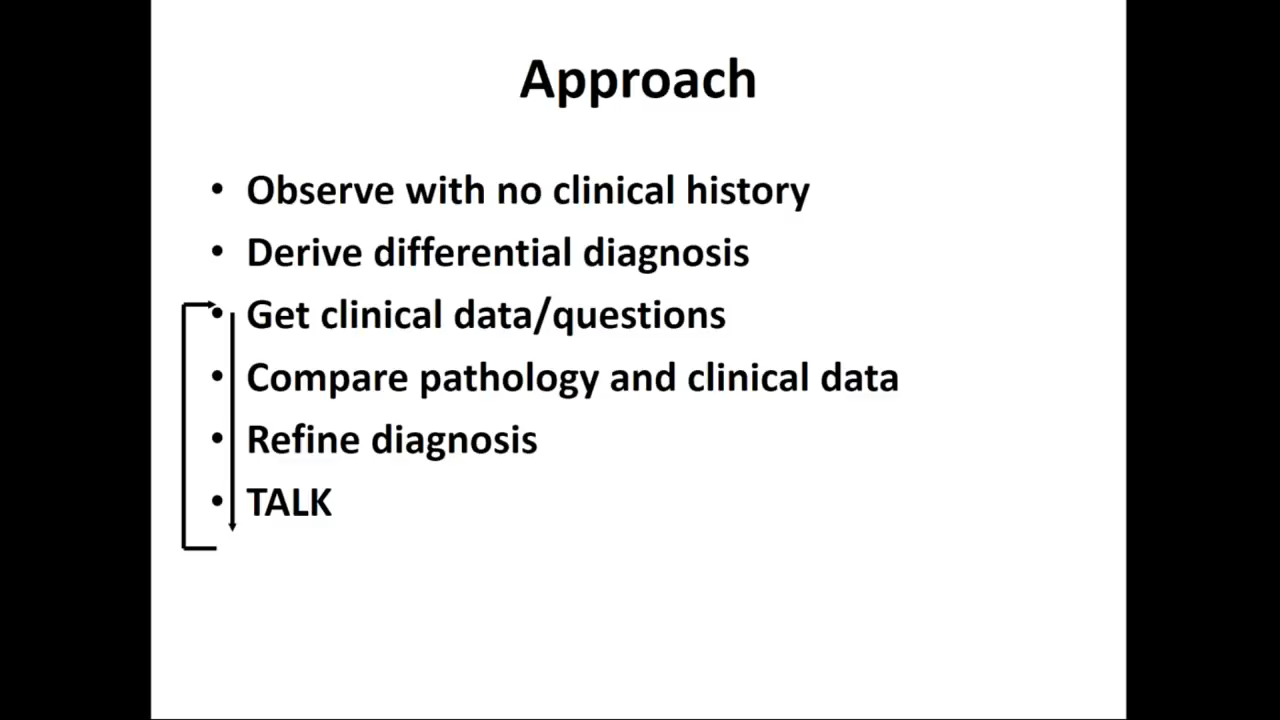 Approach
• Observe with no clinical history
• Derive differential diagnosis
• Get clinical data/questions
• Compare pathology and clinical data
• Refine diagnosis
• TALK